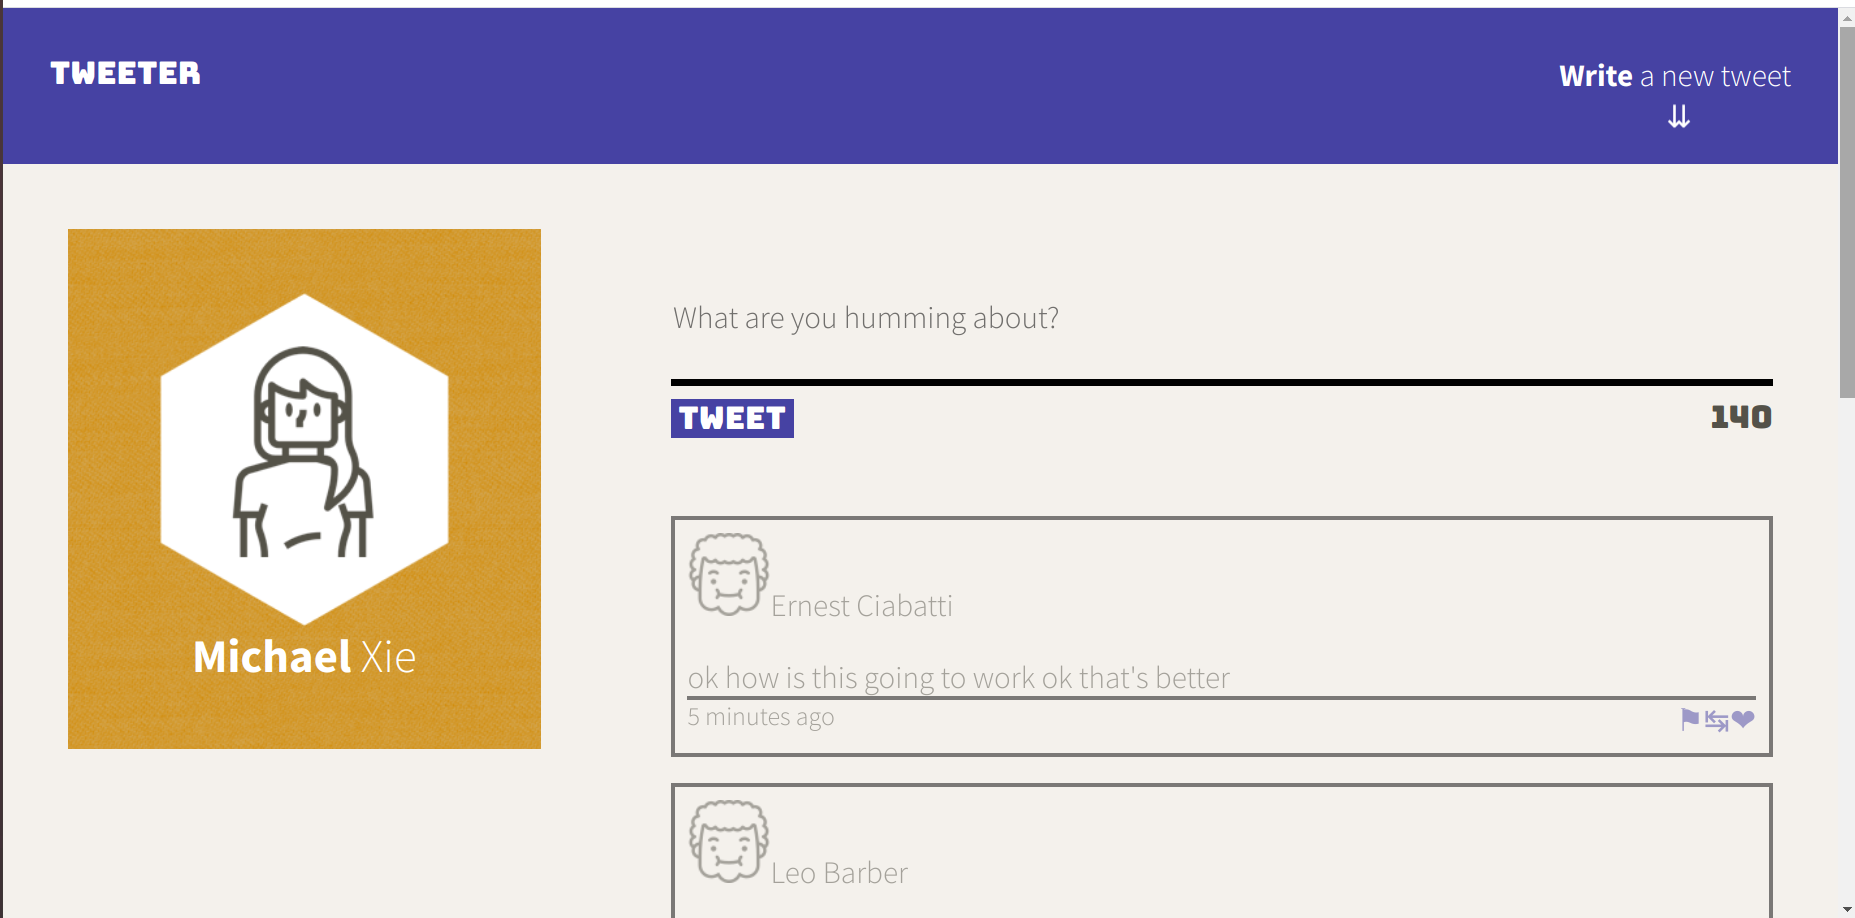 TWEETER
Write a new tweet
⇊
Michael Xie
What are you humming about?
TWEET
140
Ernest Ciabatti
ok how is this going to work ok that's better
5 minutes ago
Leo Barber